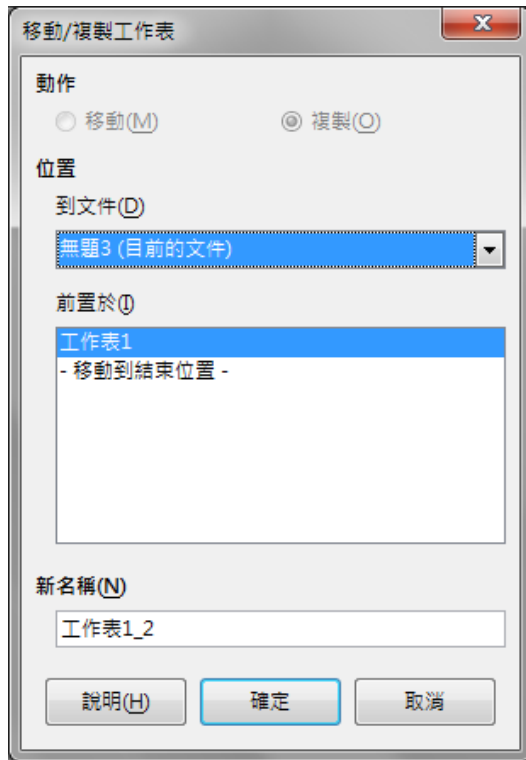 移動/複製工作表
動作
移動(M)
複製(O)
位置
到文件(D)
無題3 (目前的文件)
前置於(I)
工作表1
- 移動到結束位置 -
新名稱(N)
工作表1_2
說明(H)
確定
取消